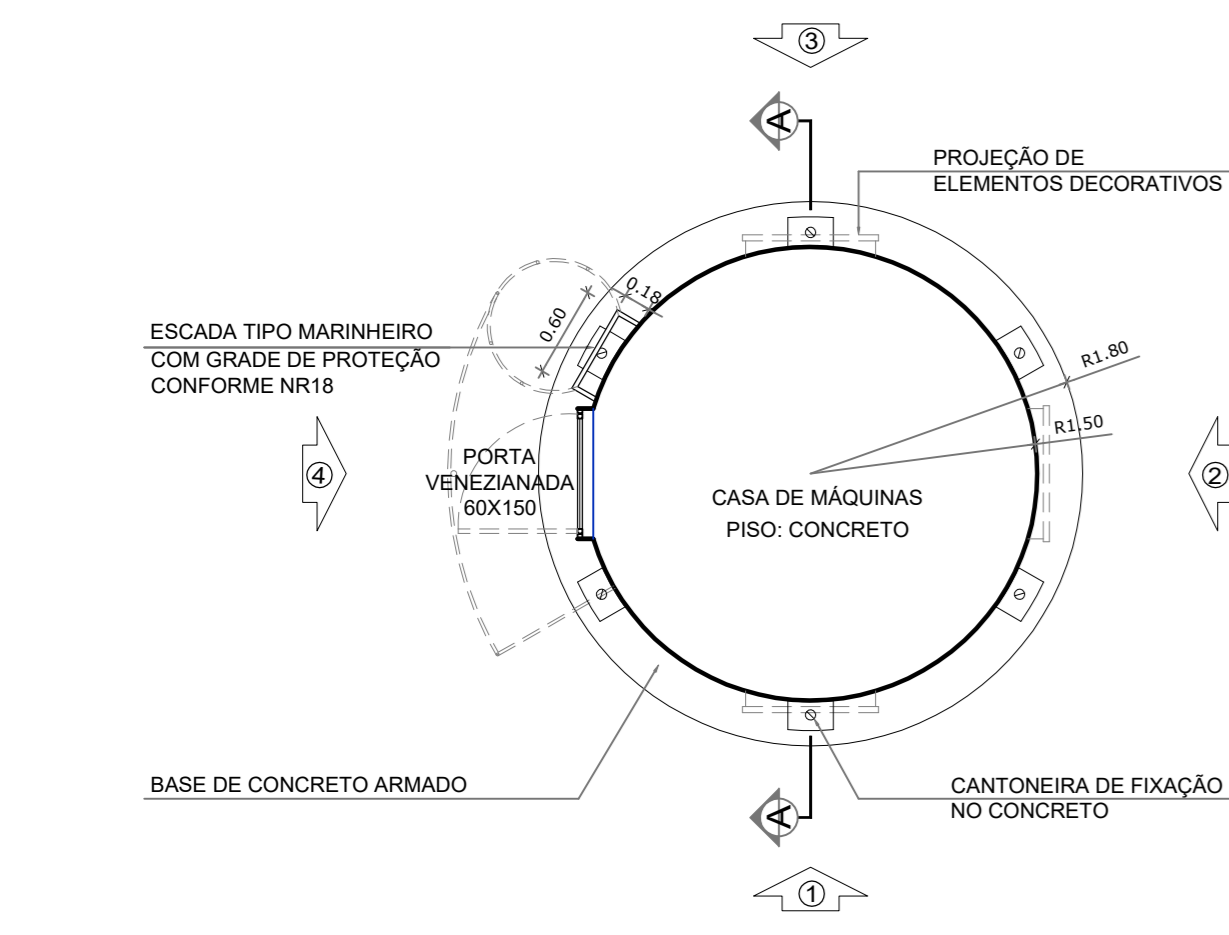 3
A
PROJEÇÃO DE
ELEMENTOS DECORATIVOS
0.18
0.60
ESCADA TIPO MARINHEIRO
COM GRADE DE PROTEÇÃO
CONFORME NR18
R1.80
R1.50
4
PORTA
VENEZIANADA
60X150
CASA DE MÁQUINAS
PISO: CONCRETO
2
BASE DE CONCRETO ARMADO
CANTONEIRA DE FIXAÇÃO
NO CONCRETO
A
1